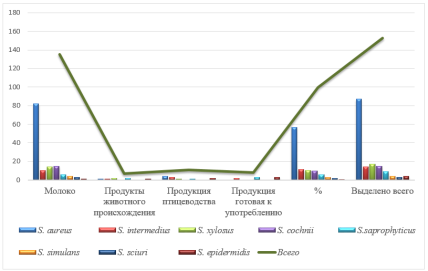 180
160
140
120
100
80
60
40
20
0
Молоко
Продукты животного происхождения
Продукция птицеводства
Продукция готовая к употреблению
%
Выделено всего
S. aureus
S. intermedius
S. xylosus
S. cochnii
S.saprophyticus
S. simulans
S. sciuri
S. epidermidis
Всего